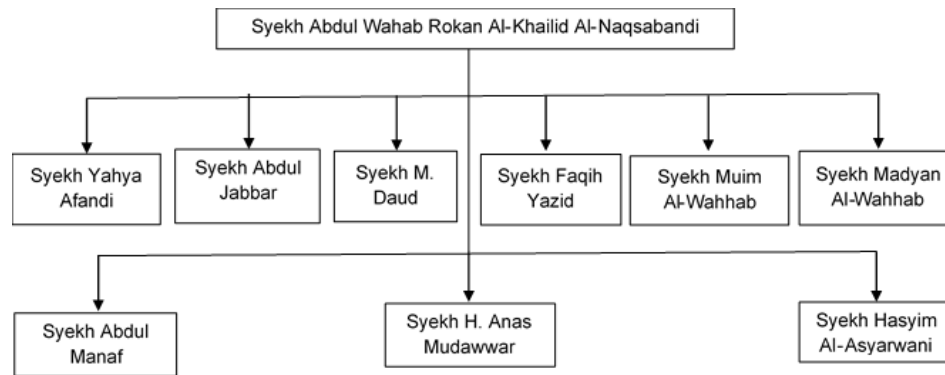 Syekh Abdul Wahab Rokan Al-Khailid Al-Naqsabandi
Syekh Yahya
Afandi
Syekh Abdul
Jabbar
Syekh M.
Daud
Syekh Faqih
Yazid
Syekh Muim
Al-Wahhab
Syekh Madyan
Al-Wahhab
Syekh Abdul
Manaf
Syekh H. Anas
Mudawwar
Syekh Hasyim
Al-Asyarwani